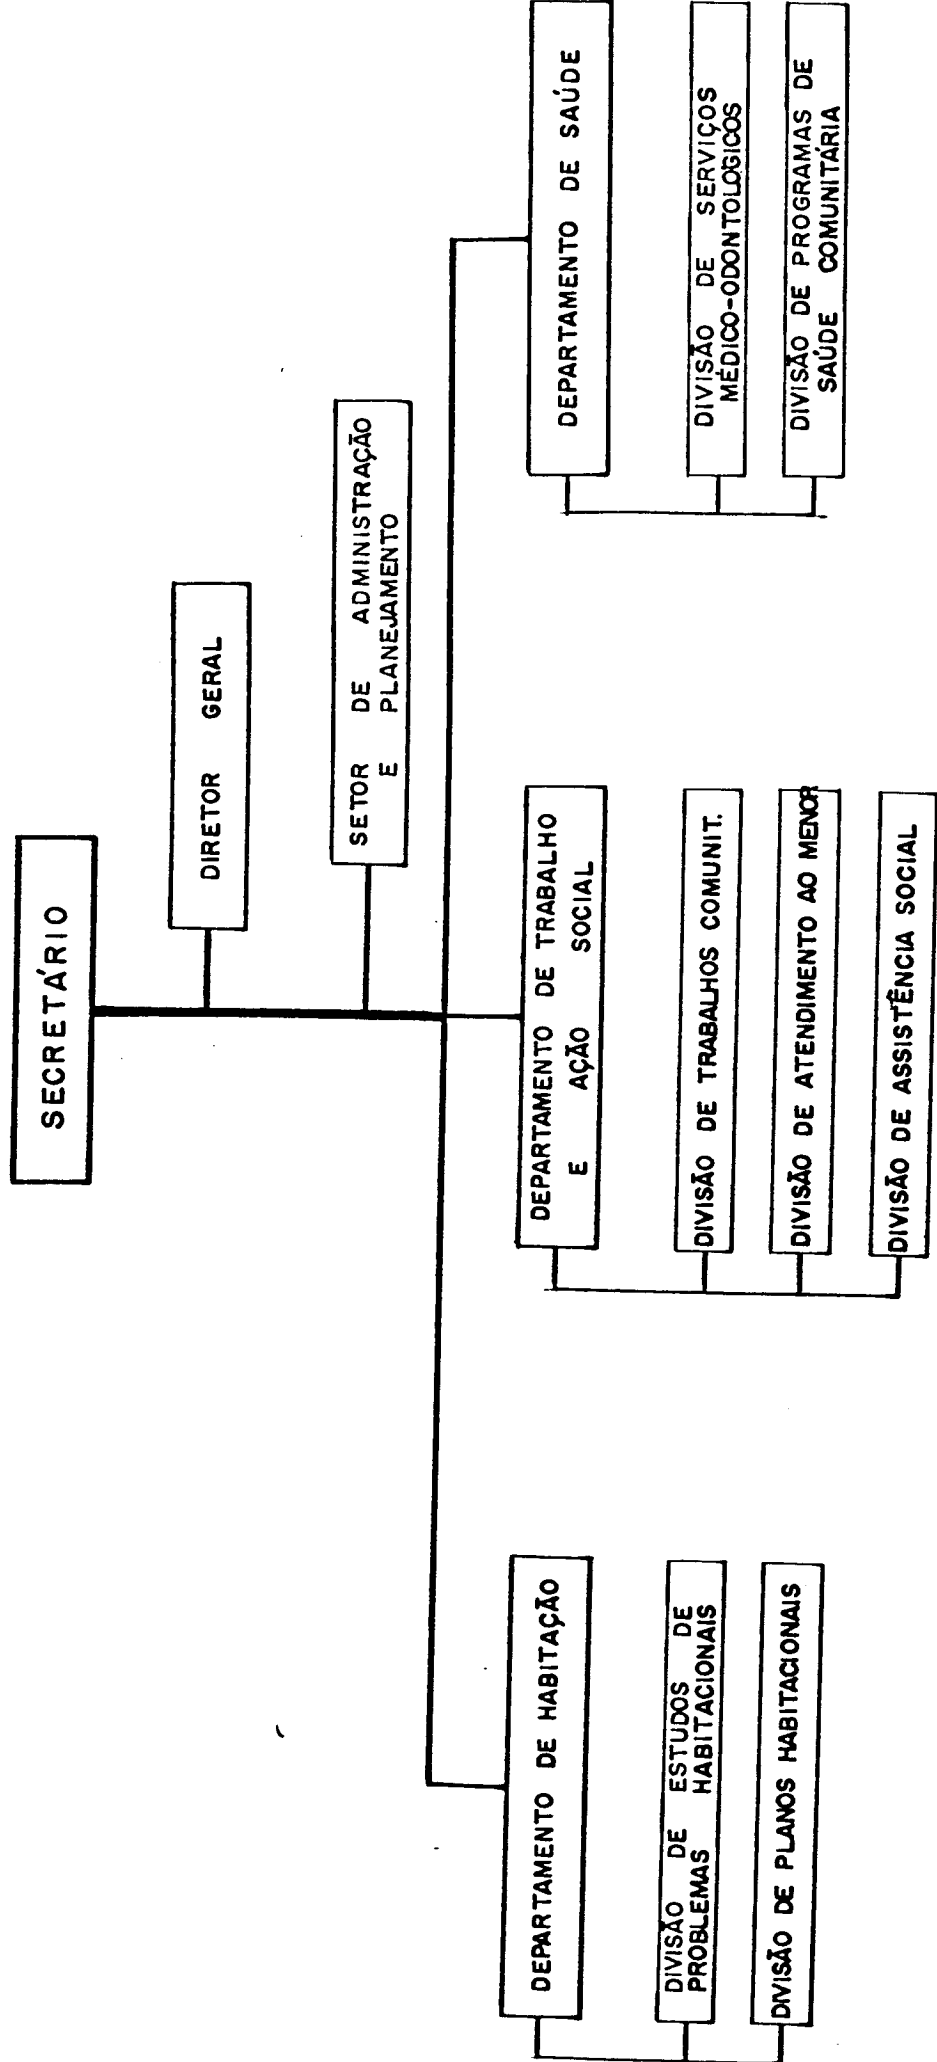 SECRETÁRIO
DIRETOR GERAL
SETOR DE ADMINISTRAÇÃO
E PLANEJAMENTO
DEPARTAMENTO DE HABITAÇÃO
DIVISÃO DE ESTUDOS DE
PROBLEMAS HABITACIONAIS
DIVISÃO DE PLANOS HABITACIONAIS
DEPARTAMENTO DE TRABALHO
E AÇÃO SOCIAL
DIVISÃO DE TRABALHOS COMUNIT.
DIVISÃO DE ATENDIMENTO AO MENOR
DIVISÃO DE ASSISTÊNCIA SOCIAL
DEPARTAMENTO DE SAÚDE
DIVISÃO DE SERVIÇOS
MÉDICO-ODONTOLOGICOS
DIVISÃO DE PROGRAMAS DE
SAÚDE COMUNITÁRIA